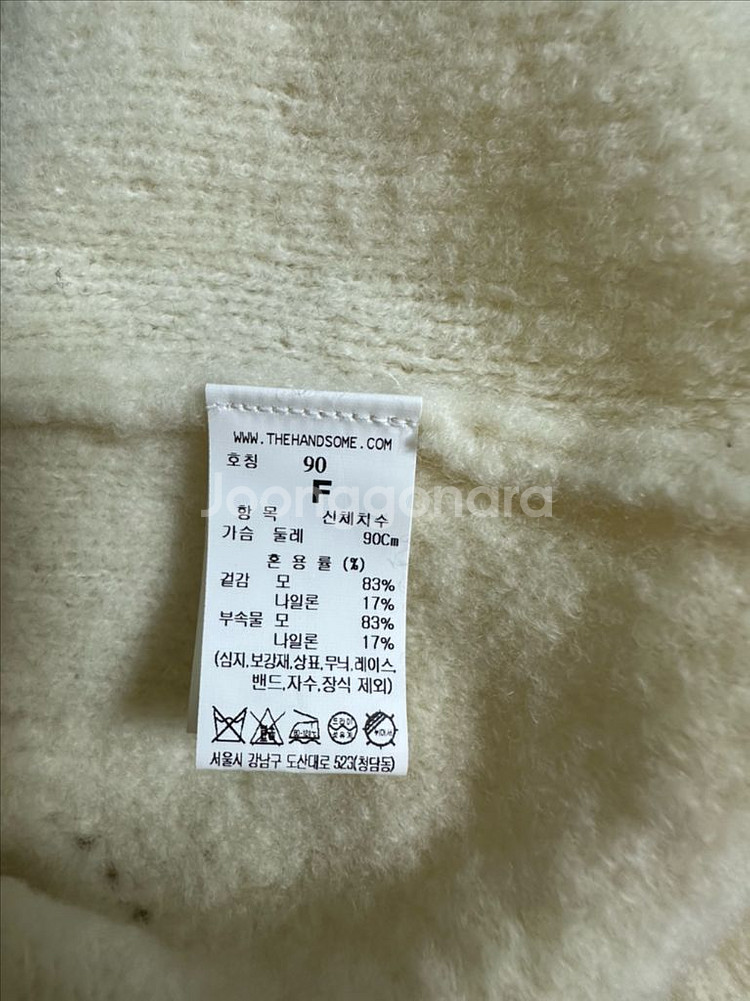 WWW.THEHANDSOME.COM
호칭 90
F
Joonggonara
항 목 신체치수
가슴 둘레 90Cm
혼 용 률 (%)
겉감 모 83%
나일론 17%
부속물 모 83%
나일론 17%
(심지,보강재,상표,무늬,레이스,
밴드,자수,장식 제외)
서울시 강남구 도산대로 523(청담동)